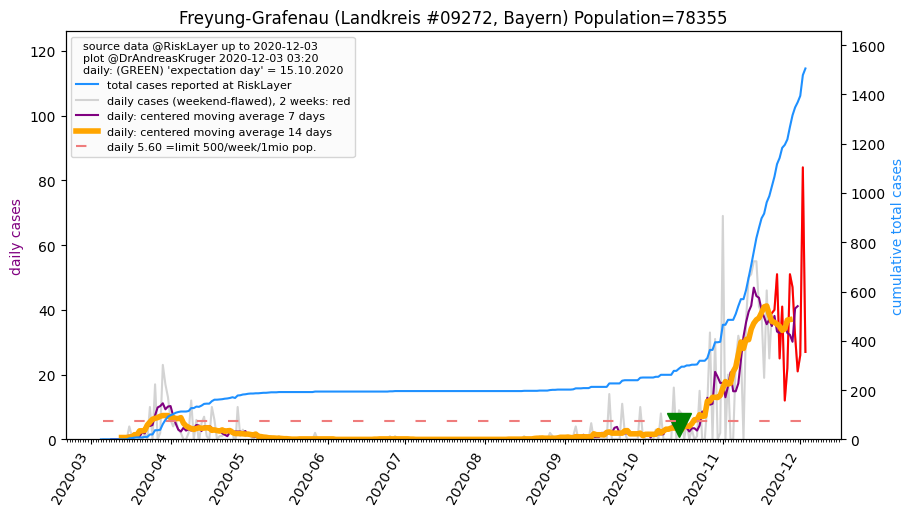 Freyung-Grafenau (Landkreis #09272, Bayern) Population=78355
source data @RiskLayer up to 2020-12-03
plot @DrAndreasKruger 2020-12-03 03:20
daily: (GREEN) 'expectation day' = 15.10.2020
total cases reported at RiskLayer
daily cases (weekend-flawed), 2 weeks: red
daily: centered moving average 7 days
daily: centered moving average 14 days
daily 5.60 =limit 500/week/1mio pop.
daily cases
120
100
80
60
40
20
0
cumulative total cases
1600
1400
1200
1000
800
600
400
200
0
2020-03
2020-04
2020-05
2020-06
2020-07
2020-08
2020-09
2020-10
2020-11
2020-12